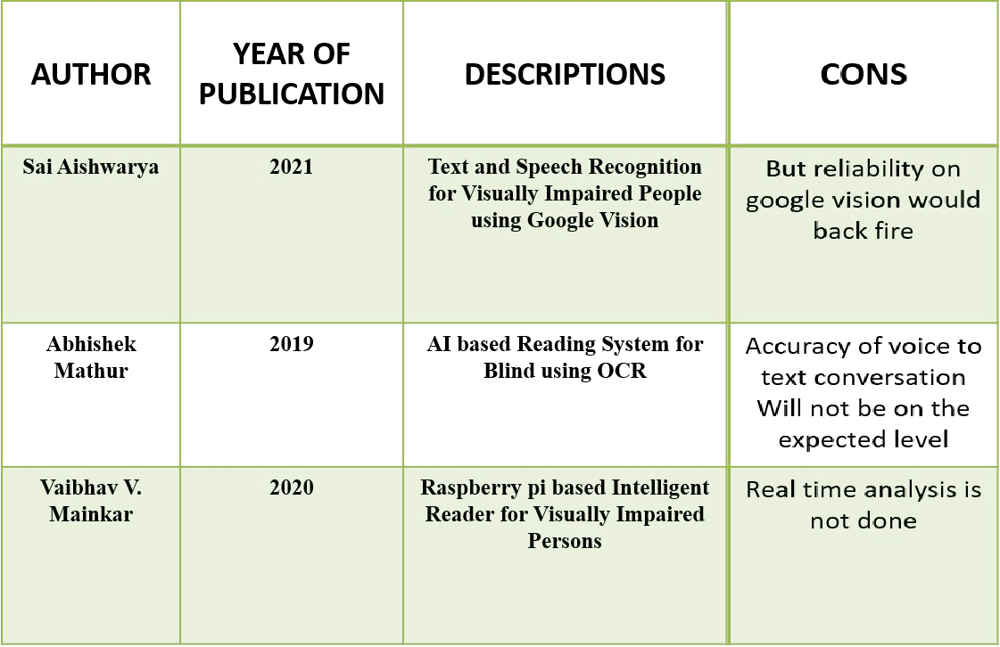 AUTHOR
YEAR OF
PUBLICATION
DESCRIPTIONS
CONS
Sai Aishwarya
2021
Text and Speech Recognition
for Visually Impaired People
using Google Vision
But reliability on
google vision would
back fire
Abhishek
Mathur
2019
AI based Reading System for
Blind using OCR
Accuracy of voice to
text conversation
Will not be on the
expected level
Vaibhav V.
Mainkar
2020
Raspberry pi based Intelligent
Reader for Visually Impaired
Persons
Real time analysis is
not done